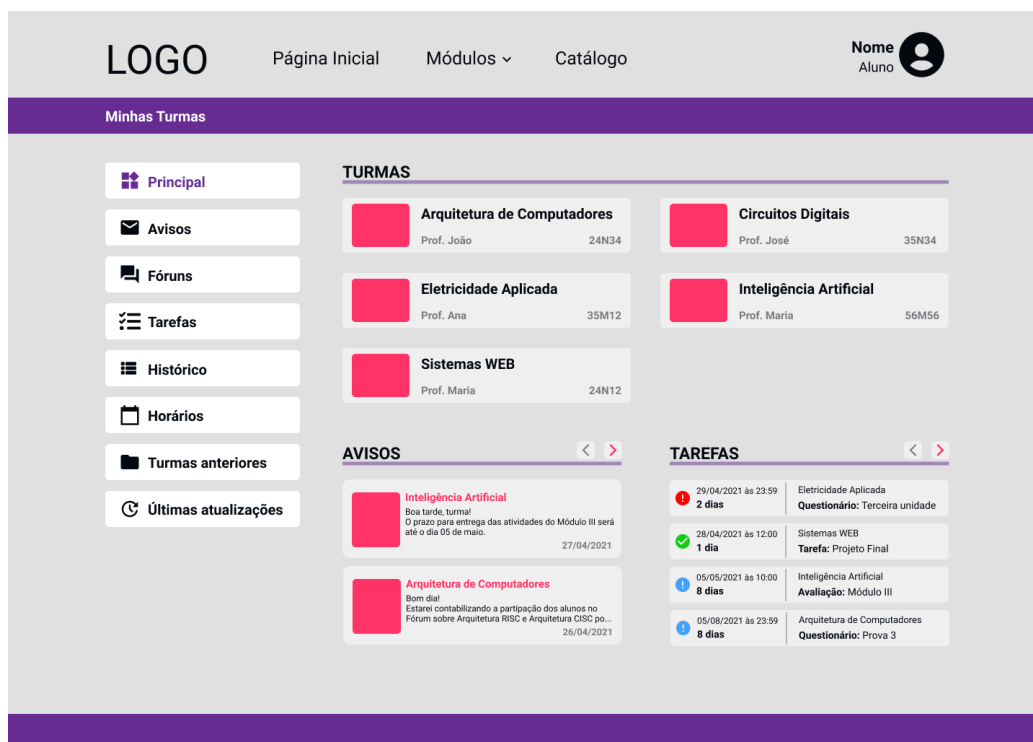 LOGO
Página Inicial
Módulos
Catálogo
Nome
Aluno
Minhas Turmas
Principal
Avisos
Fóruns
Tarefas
Histórico
Horários
Turmas anteriores
Últimas atualizações
TURMAS
Arquitetura de Computadores
Prof. João 24N34
Circuitos Digitais
Prof. José 35N34
Eletricidade Aplicada
Prof. Ana 35M12
Inteligência Artificial
Prof. Maria 56M56
Sistemas WEB
Prof. Maria 24N12
AVISOS
Inteligência Artificial
Boa tarde, turma!
O prazo para entrega das atividades do Módulo III será
até o dia 05 de maio.
27/04/2021
Arquitetura de Computadores
Bom dia!
Estarei contabilizando a partipação dos alunos no
Fórum sobre Arquitetura RISC e Arquitetura CISC po...
26/04/2021
TAREFAS
29/04/2021 às 23:59
2 dias
Eletricidade Aplicada
Questionário: Terceira unidade
28/04/2021 às 12:00
1 dia
Sistemas WEB
Tarefa: Projeto Final
05/05/2021 às 10:00
8 dias
Inteligência Artificial
Avaliação: Módulo III
05/08/2021 às 23:59
8 dias
Arquitetura de Computadores
Questionário: Prova 3